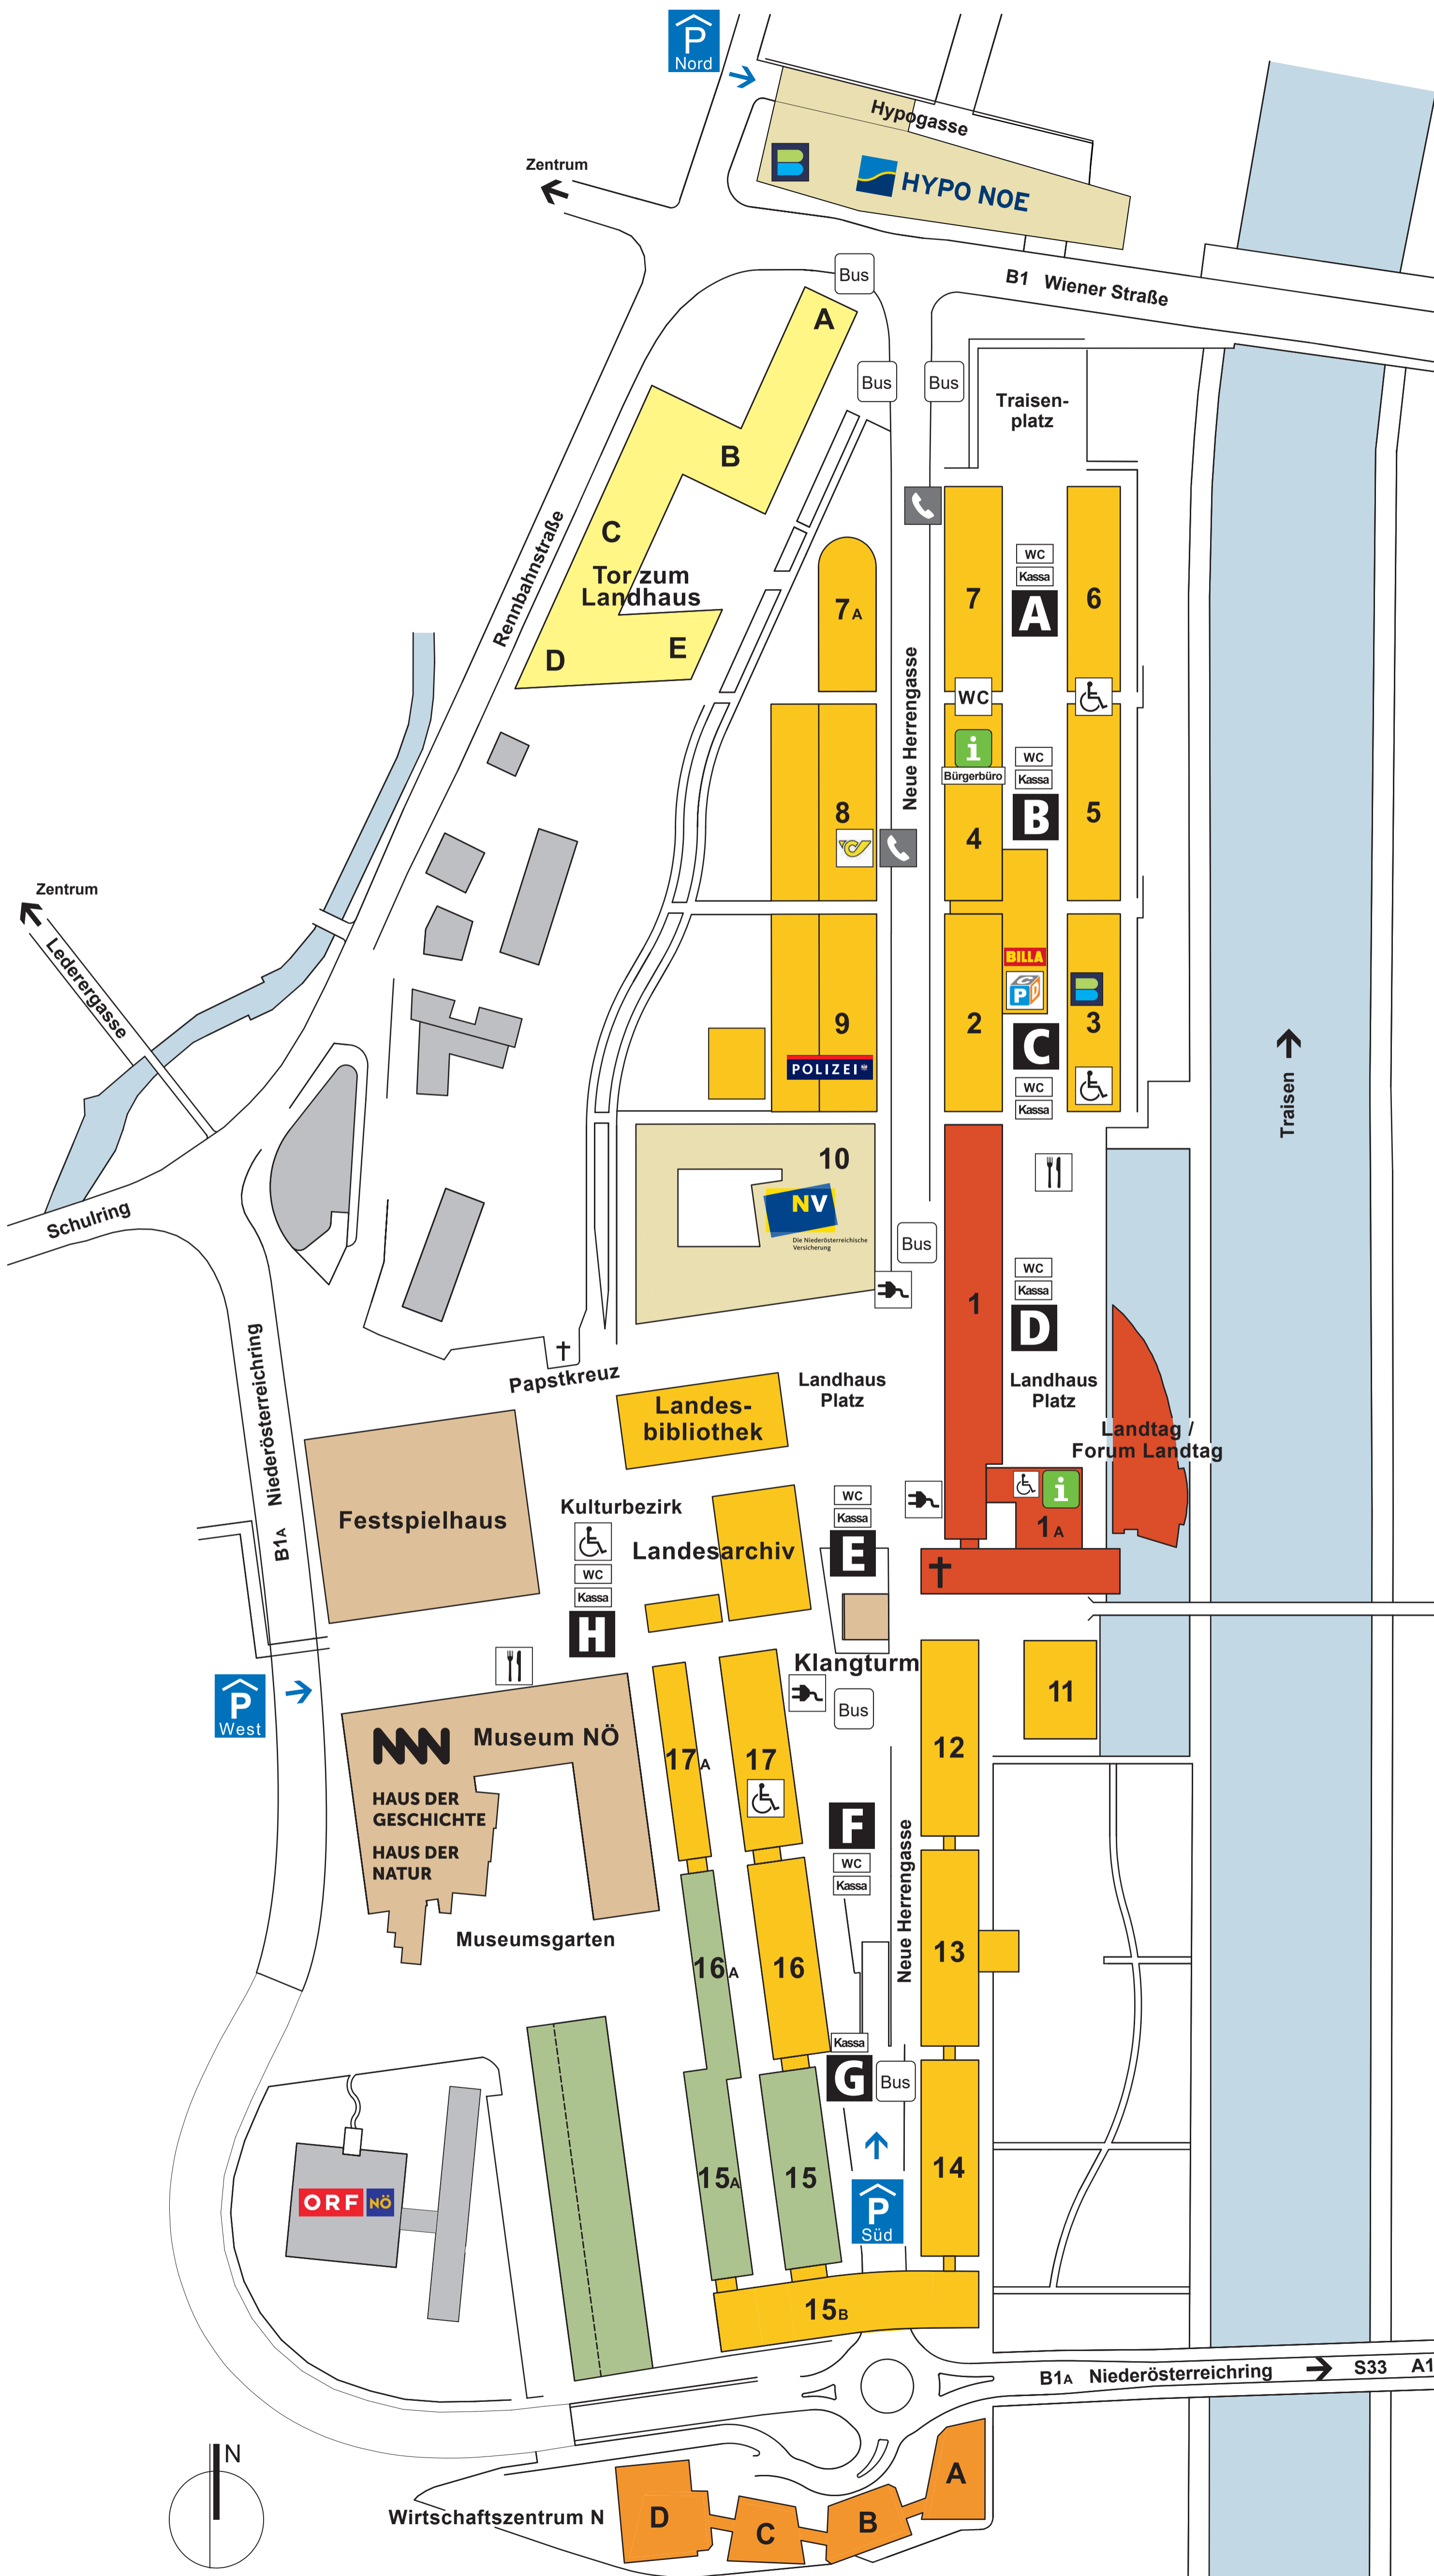 P
Nord
Hypogasse
HYPO NOE
Zentrum
Bus
B1 Wiener Straße
A
Bus
Bus
Traisen-
platz
B
C
Rennbahnstraße
Tor zum
Landhaus
D
E
7A
7
WC
Kassa
A
6
Neue Herrengasse
WC
i
Bürgerbüro
WC
Kassa
B
8
4
5
Zentrum
Lederergasse
BILLA
P
C
D
9
2
C
3
POLIZEI
WC
Kassa
Traisen
10
NV
Die Niederösterreichische
Versicherung
Schulring
Bus
WC
Kassa
D
1
Papstkreuz
Landhaus
Platz
Landhaus
Platz
Landes-
bibliothek
Landtag /
Forum Landtag
B1A Niederösterreichring
Festspielhaus
Kulturbezirk
WC
Kassa
H
Landesarchiv
WC
Kassa
E
i
1A
Klangturm
Bus
P
West
11
12
Museum NÖ
HAUS DER
GESCHICHTE
HAUS DER
NATUR
17A
17
F
WC
Kassa
Neue Herrengasse
Museumsgarten
16A
16
13
Kassa
G
Bus
15A
15
14
P
Süd
ORF NÖ
15B
B1A Niederösterreichring
S33 A1
N
Wirtschaftszentrum N
D
C
B
A